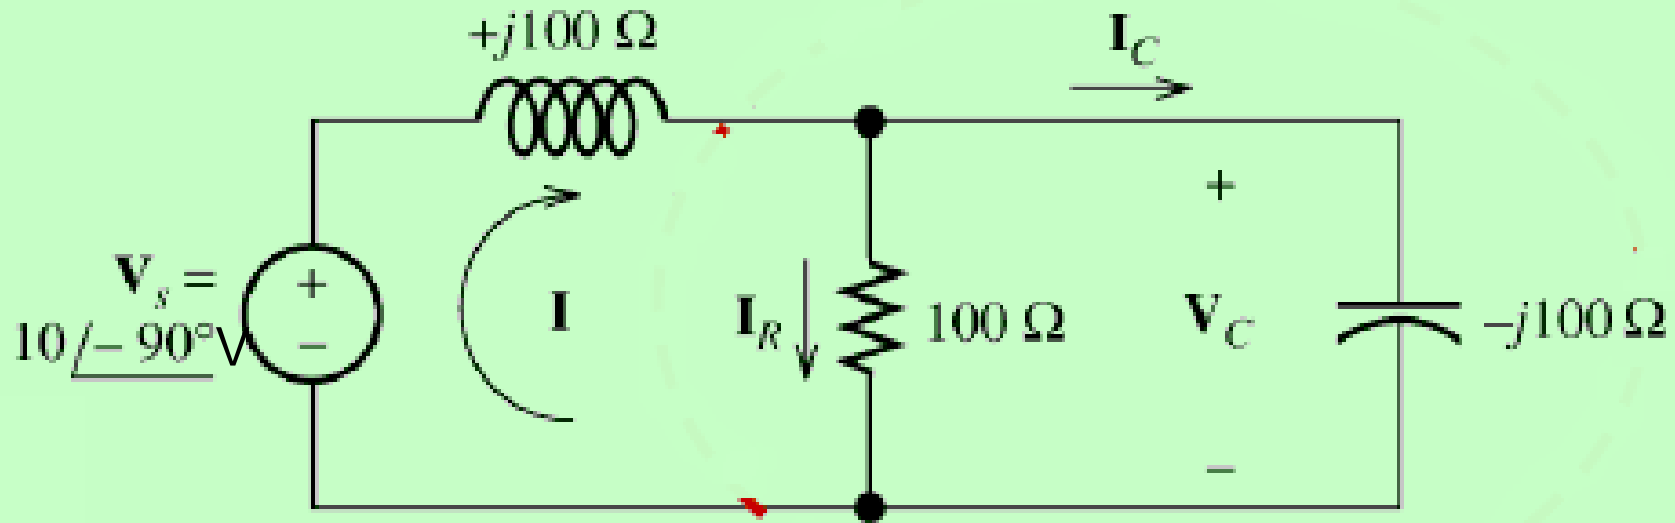 +j100 Ω
I_C
V_s =
10/−90°V
+
−
I
I_R
100 Ω
+
V_C
−
−j100 Ω